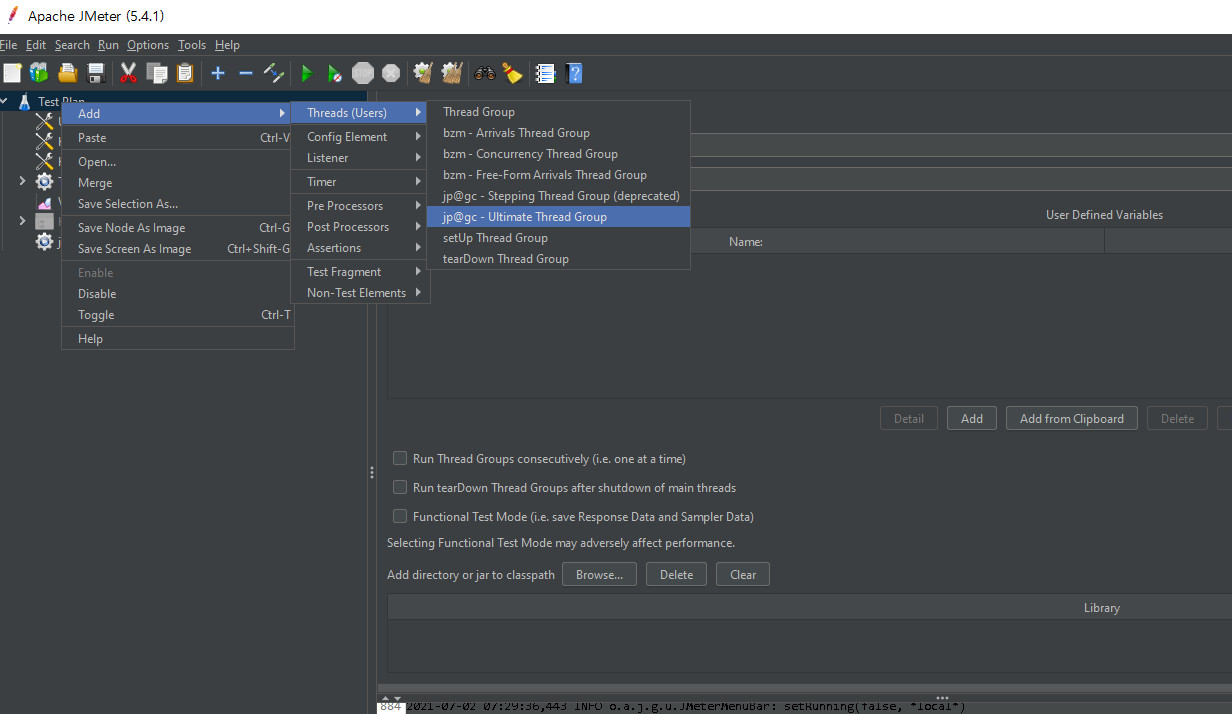 Apache JMeter (5.4.1)
File Edit Search Run Options Tools Help
Test Plan
Add
Paste Ctrl-V
Open...
Merge
Save Selection As...
Save Node As Image Ctrl-G
Save Screen As Image Ctrl+Shift-G
Enable
Disable
Toggle Ctrl-T
Help
Threads (Users)
Config Element
Listener
Timer
Pre Processors
Post Processors
Assertions
Test Fragment
Non-Test Elements
Thread Group
bzm - Arrivals Thread Group
bzm - Concurrency Thread Group
bzm - Free-Form Arrivals Thread Group
jp@gc - Stepping Thread Group (deprecated)
jp@gc - Ultimate Thread Group
setUp Thread Group
tearDown Thread Group
User Defined Variables
Name:
Detail Add Add from Clipboard Delete
Run Thread Groups consecutively (i.e. one at a time)
Run tearDown Thread Groups after shutdown of main threads
Functional Test Mode (i.e. save Response Data and Sampler Data)
Selecting Functional Test Mode may adversely affect performance.
Add directory or jar to classpath Browse... Delete Clear
Library
884 2021-07-02 07:29:36,443 INFO o.a.j.g.u.JMeterMenuBar: setRunning(false, *local*)